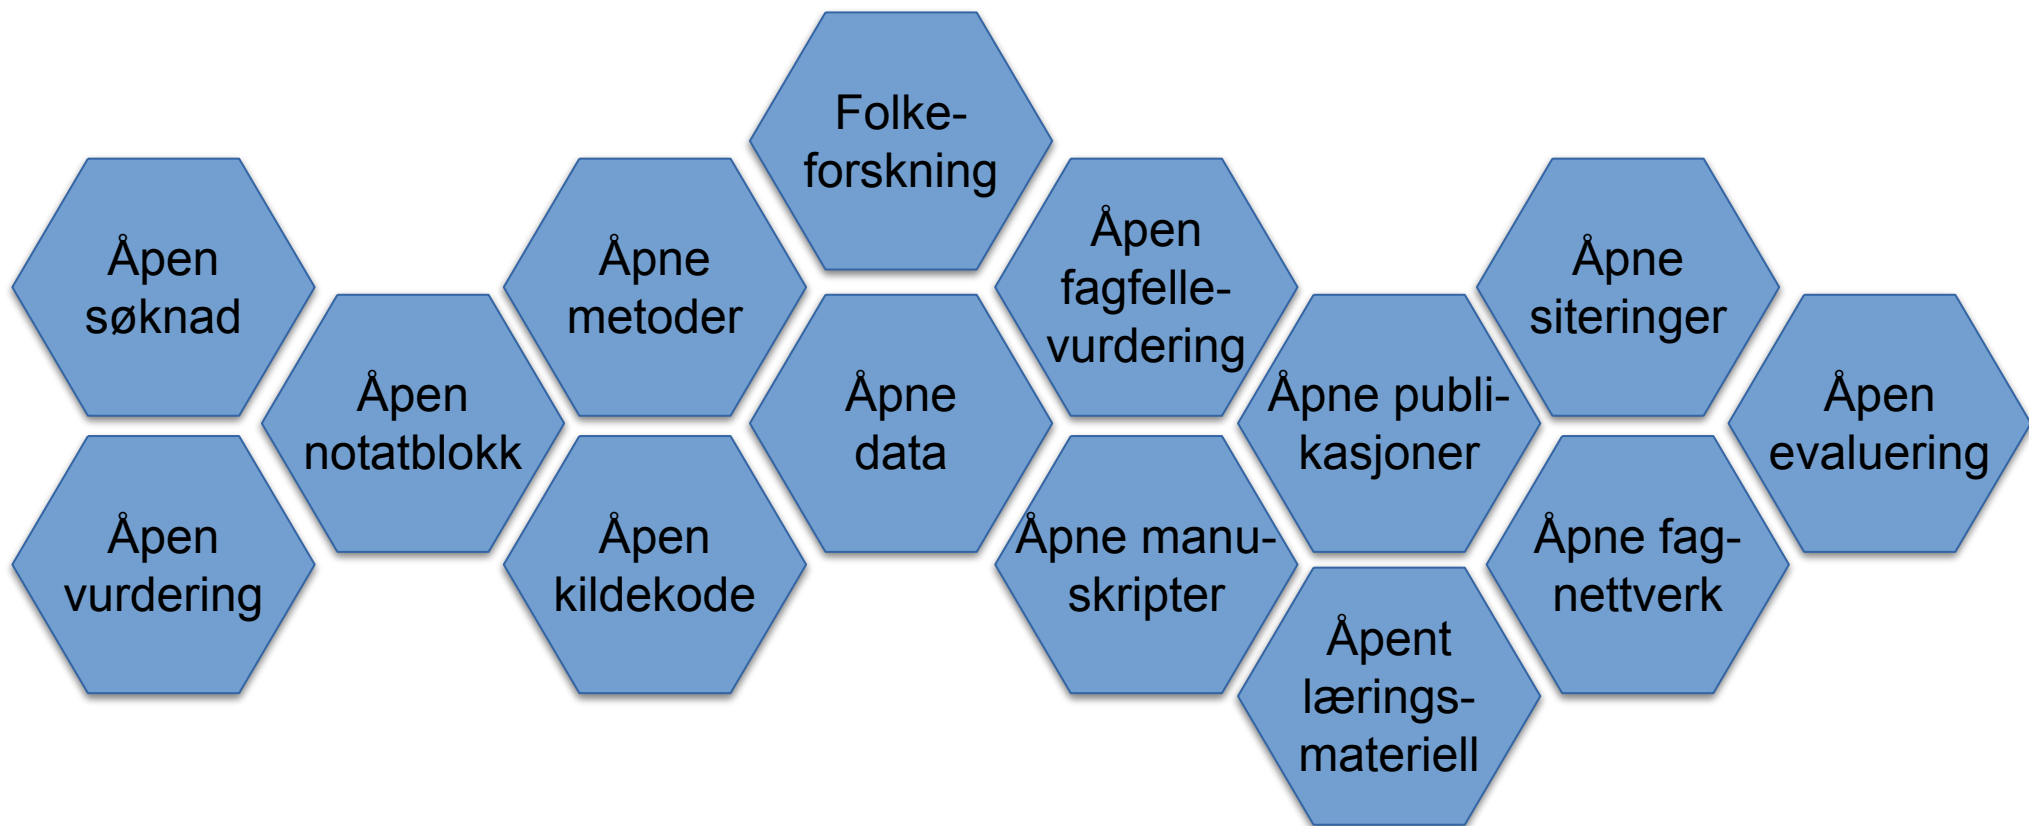 Folke-
forskning
Åpen
søknad
Åpne
metoder
Åpen
fagfelle-
vurdering
Åpne
siteringer
Åpen
notatblokk
Åpne
data
Åpne publi-
kasjoner
Åpen
evaluering
Åpen
vurdering
Åpen
kildekode
Åpne manu-
skripter
Åpne fag-
nettverk
Åpent
lærings-
materiell